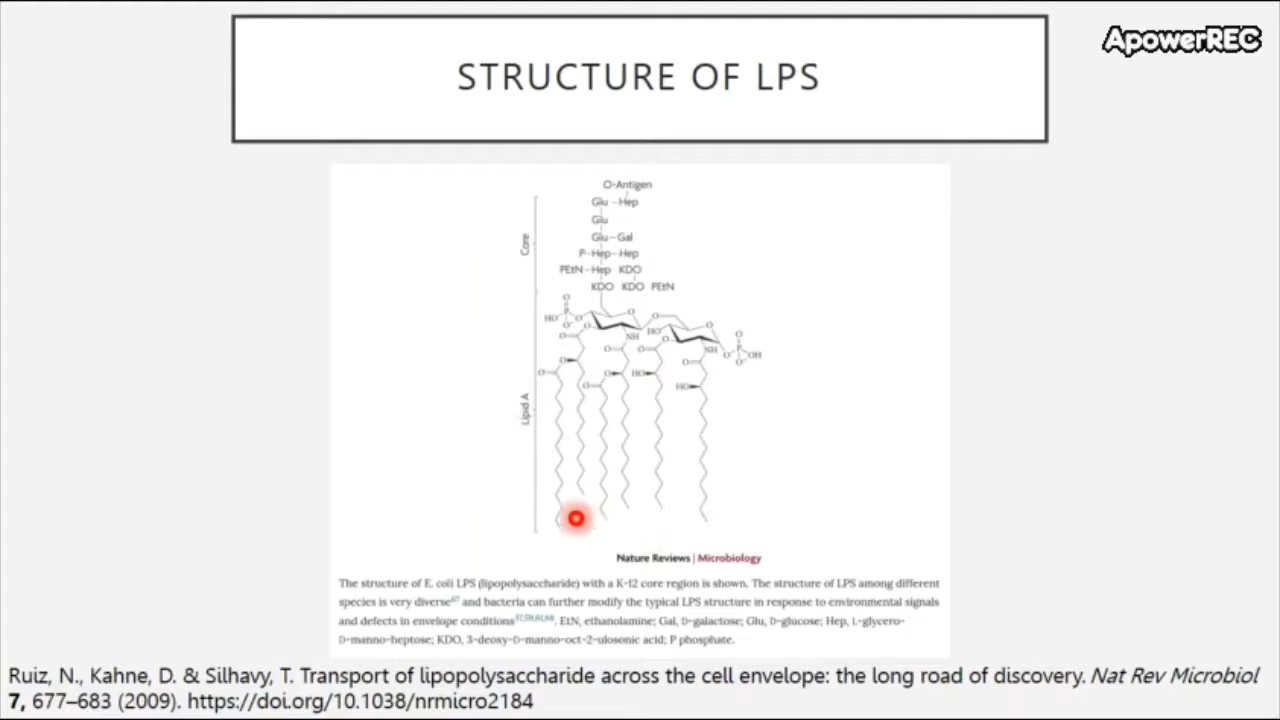 ApowerREC
STRUCTURE OF LPS
O-Antigen
Glu Hep
Glu
Glu Gal
P Hep Hep
PEtN Hep KDO
KDO KDO PEtN
Core
Lipid A
O
HO P O
O⁻
O
O
HO
O
NH
NH
O
O
O
O
O
P
OH
O⁻
O
O
O
HO
HO
O
O
Nature Reviews | Microbiology
The structure of E. coli LPS (lipopolysaccharide) with a K-12 core region is shown. The structure of LPS among different
species is very diverse⁶⁷ and bacteria can further modify the typical LPS structure in response to environmental signals
and defects in envelope conditions. EtN, ethanolamine; Gal, D-galactose; Glu, D-glucose; Hep, L-glycero-
D-manno-heptose; KDO, 3-deoxy-D-manno-oct-2-ulosonic acid; P phosphate.
Ruiz, N., Kahne, D. & Silhavy, T. Transport of lipopolysaccharide across the cell envelope: the long road of discovery. Nat Rev Microbiol
7, 677–683 (2009). https://doi.org/10.1038/nrmicro2184